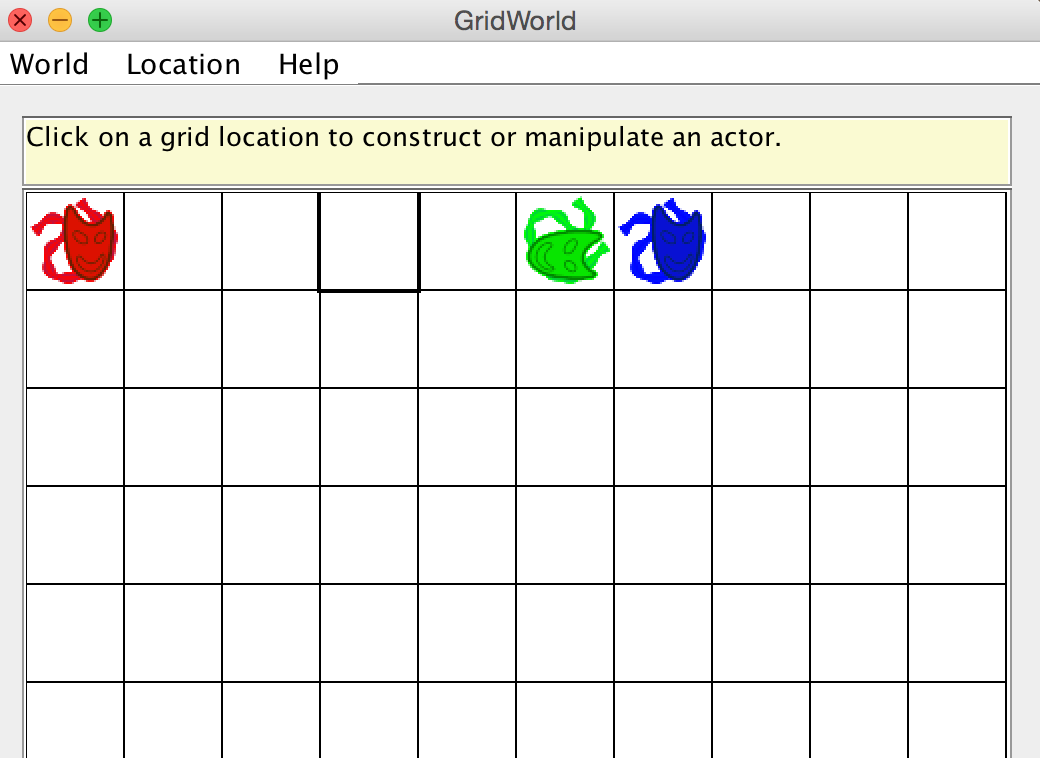 GridWorld
World Location Help
Click on a grid location to construct or manipulate an actor.